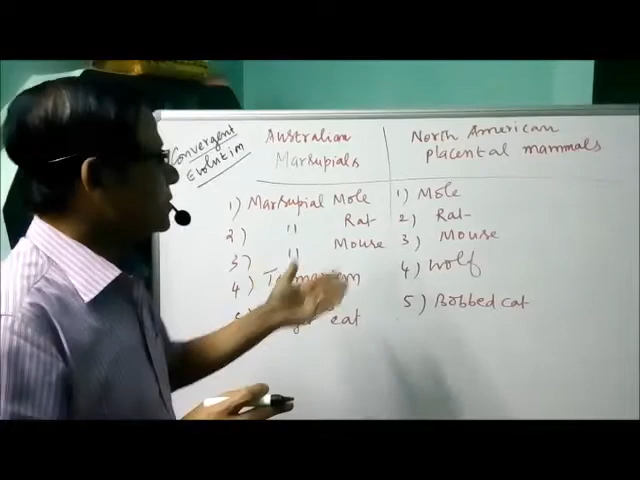 Convergent
Evolution
Australian
Marsupials
North American
placental mammals
1) Marsupial Mole
2) " Rat
3) " Mouse
4)
cat
1) Mole
2) Rat
3) Mouse
4) Wolf
5) Bobbed cat